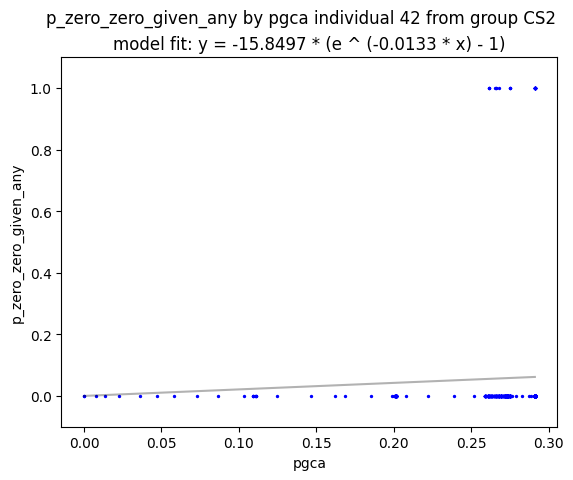 p_zero_zero_given_any by pgca individual 42 from group CS2
model fit: y = -15.8497 * (e ^ (-0.0133 * x) - 1)
1.0
0.8
0.6
0.4
0.2
0.0
p_zero_zero_given_any
0.00 0.05 0.10 0.15 0.20 0.25 0.30
pgca